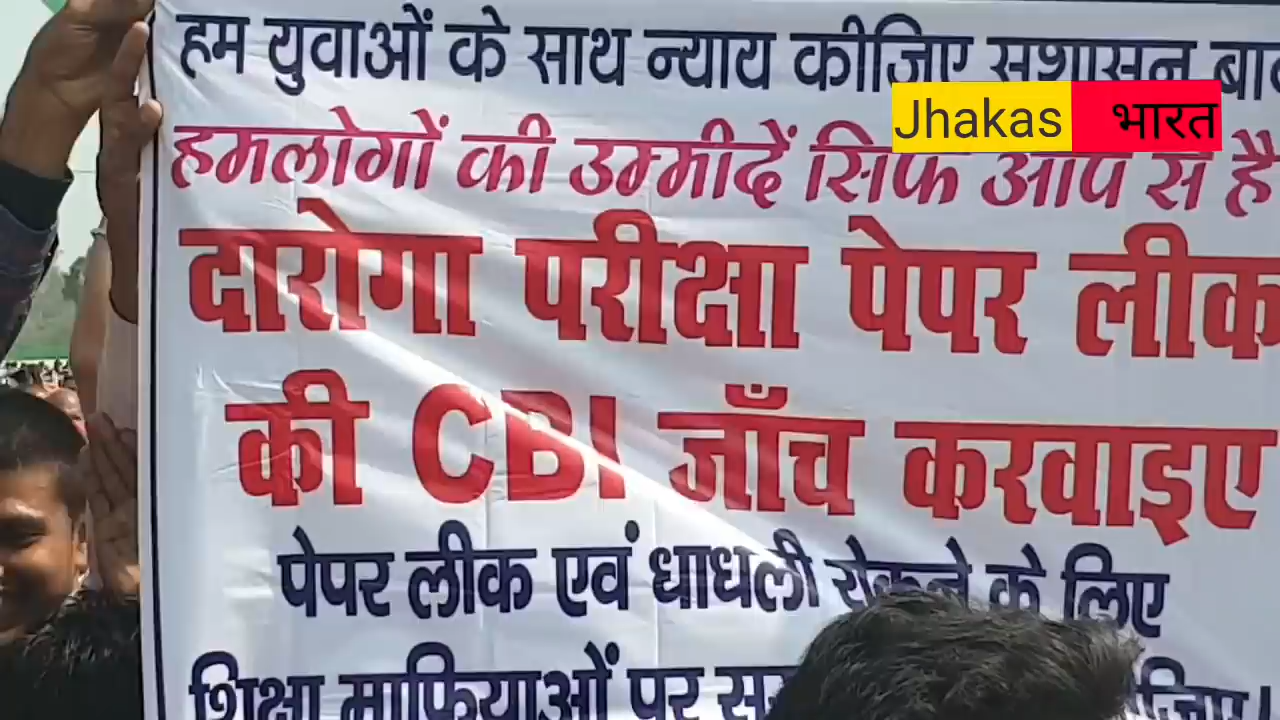 हम युवाओं के साथ न्याय कीजिए सुशासन
Jhakas भारत
हमलोगों की उम्मीदें सिर्फ आप से है
दारोगा परीक्षा पेपर लीक
की CBI जाँच करवाइए
पेपर लीक एवं धाधली रोकने के लिए
शिक्षा माफियाओं पर